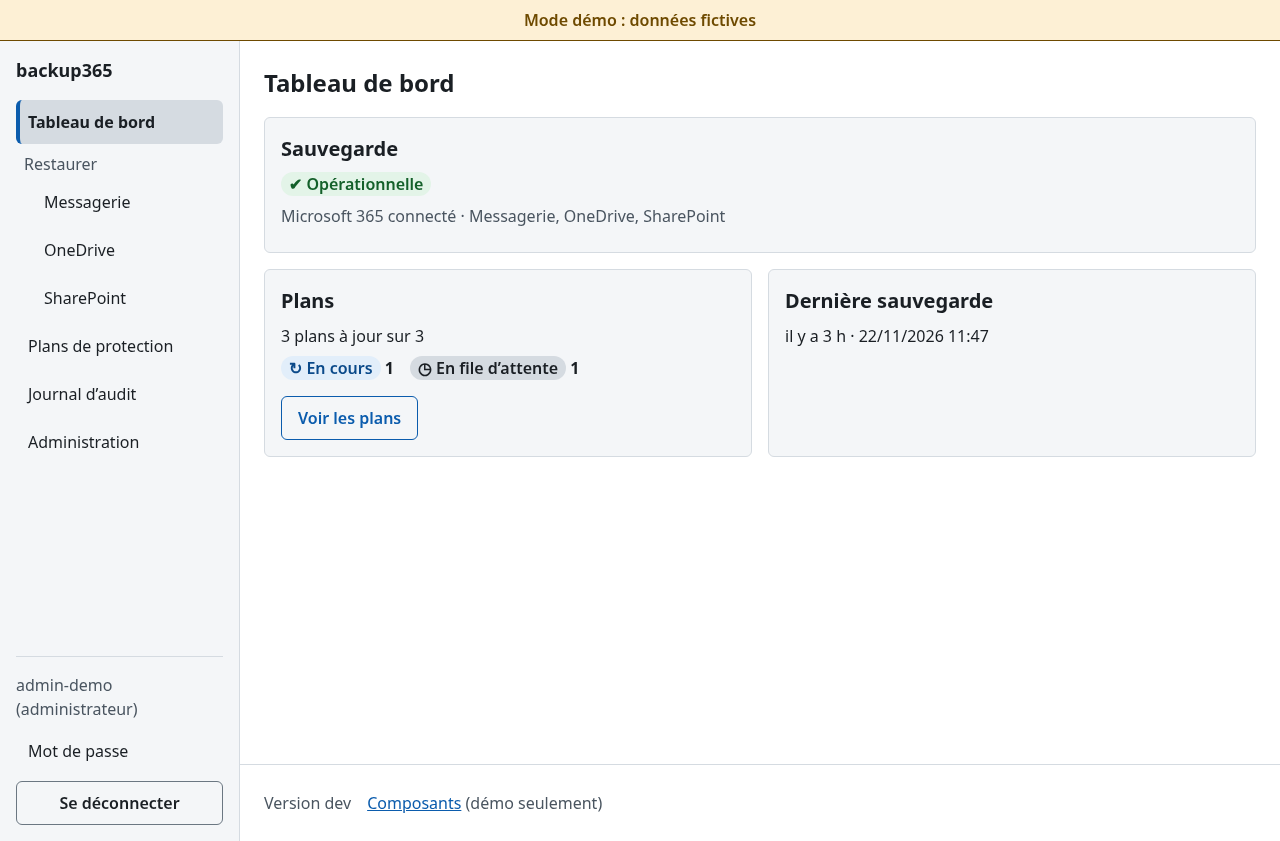 Mode démo : données fictives
backup365
Tableau de bord
Restaurer
Messagerie
OneDrive
SharePoint
Plans de protection
Journal d’audit
Administration
admin-demo
(administrateur)
Mot de passe
Se déconnecter
Tableau de bord
Sauvegarde
✔ Opérationnelle
Microsoft 365 connecté · Messagerie, OneDrive, SharePoint
Plans
3 plans à jour sur 3
↻ En cours 1 ◷ En file d’attente 1
Voir les plans
Dernière sauvegarde
il y a 3 h · 22/11/2026 11:47
Version dev Composants (démo seulement)